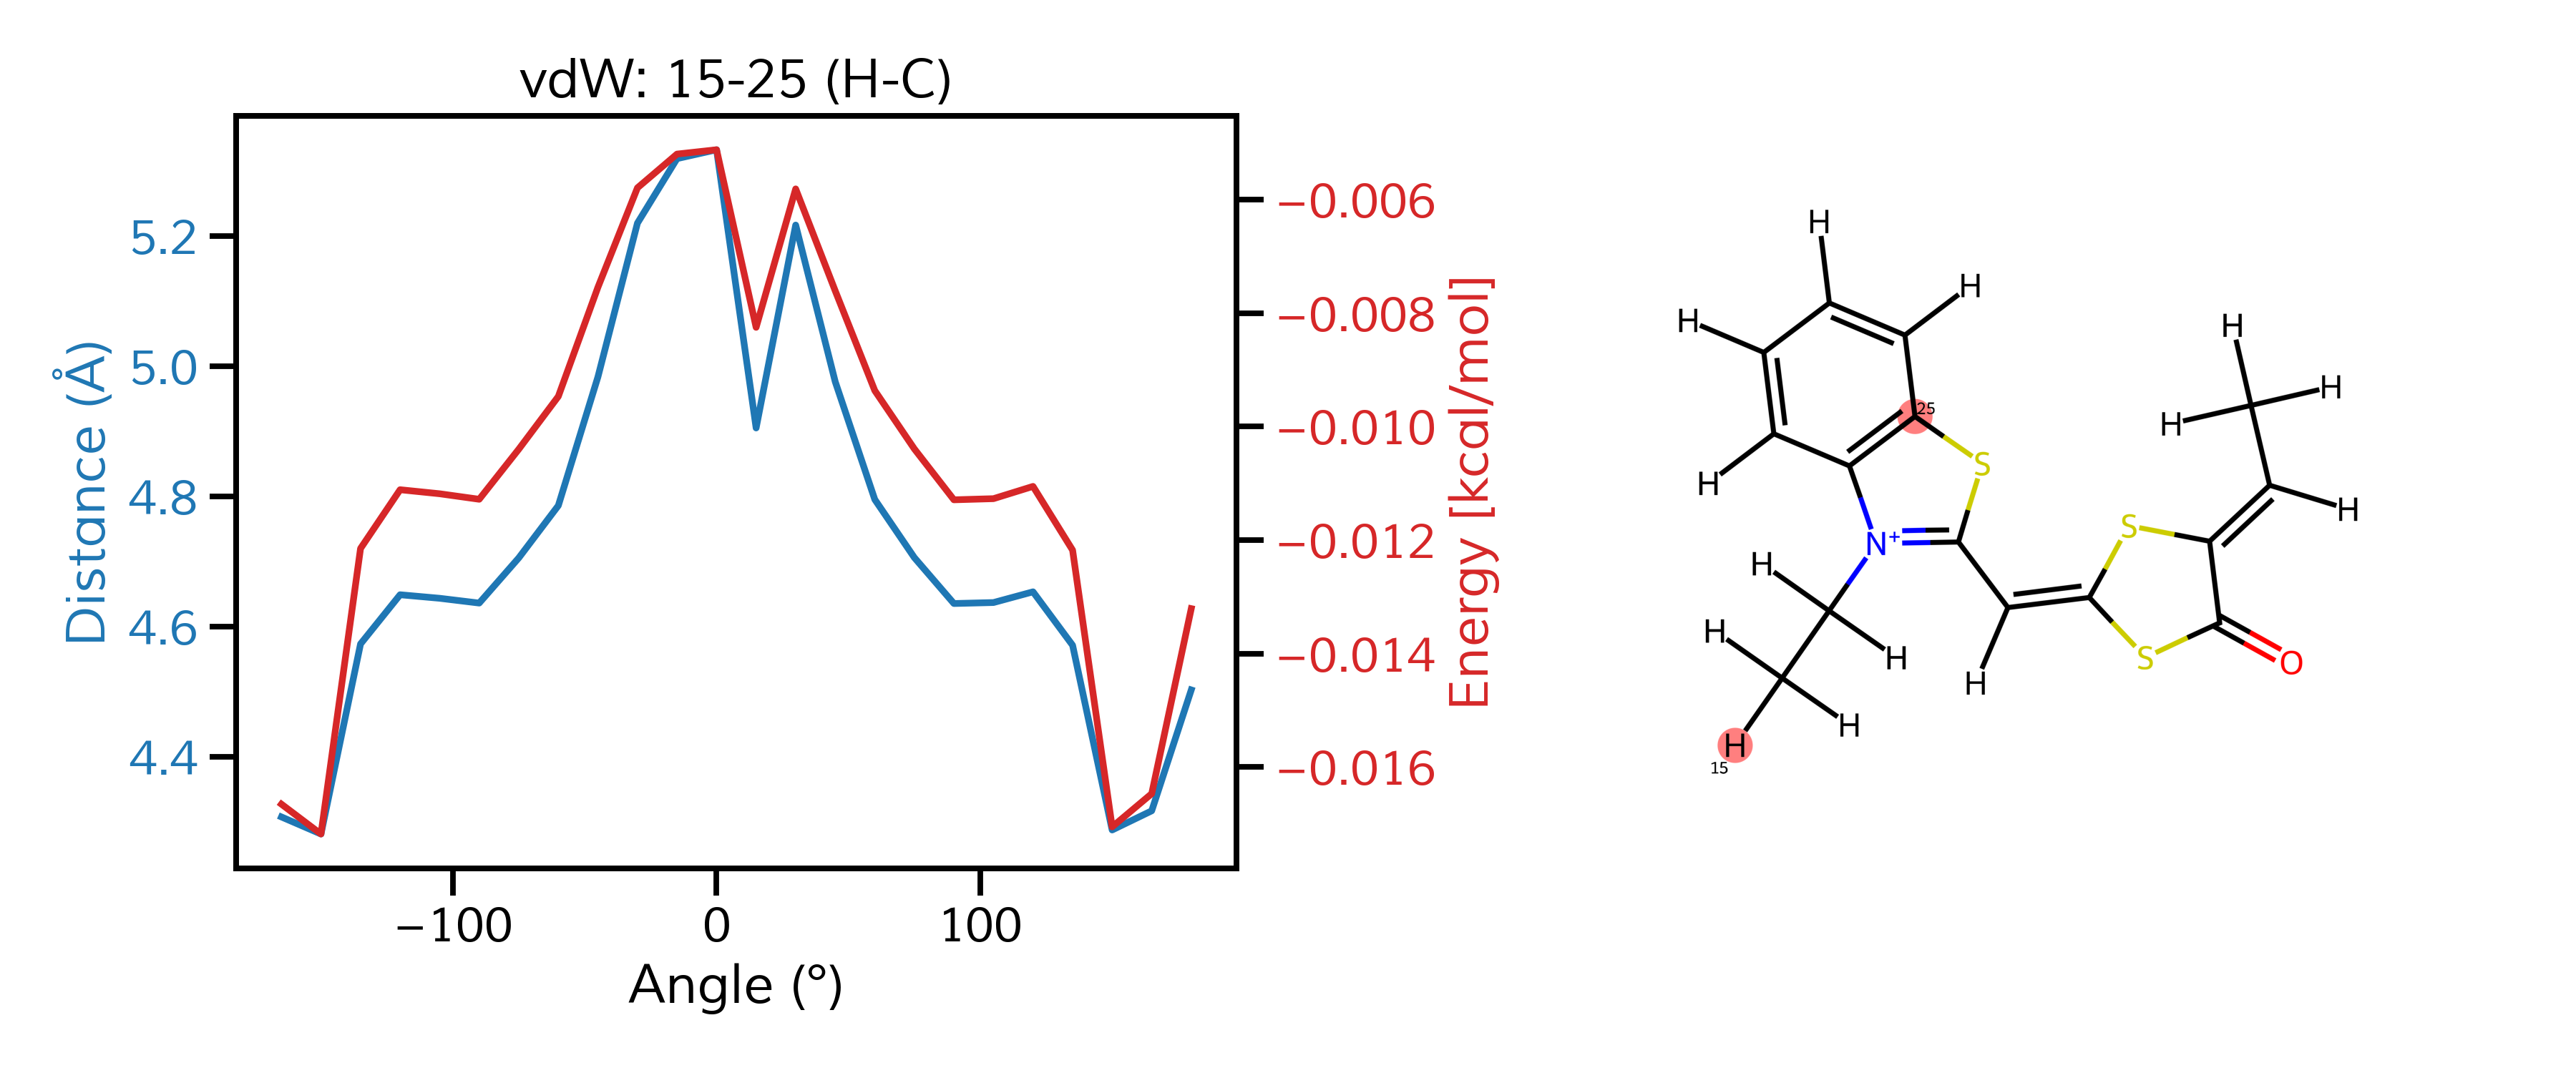 vdW: 15-25 (H-C)
5.2
5.0
4.8
4.6
4.4
Distance (Å)
−0.006
−0.008
−0.010
−0.012
−0.014
−0.016
Energy [kcal/mol]
−100
0
100
Angle (°)
H
H
H
H
25
S
N+
H
H
H
H
H
15
H
S
S
O
H
H
H
H